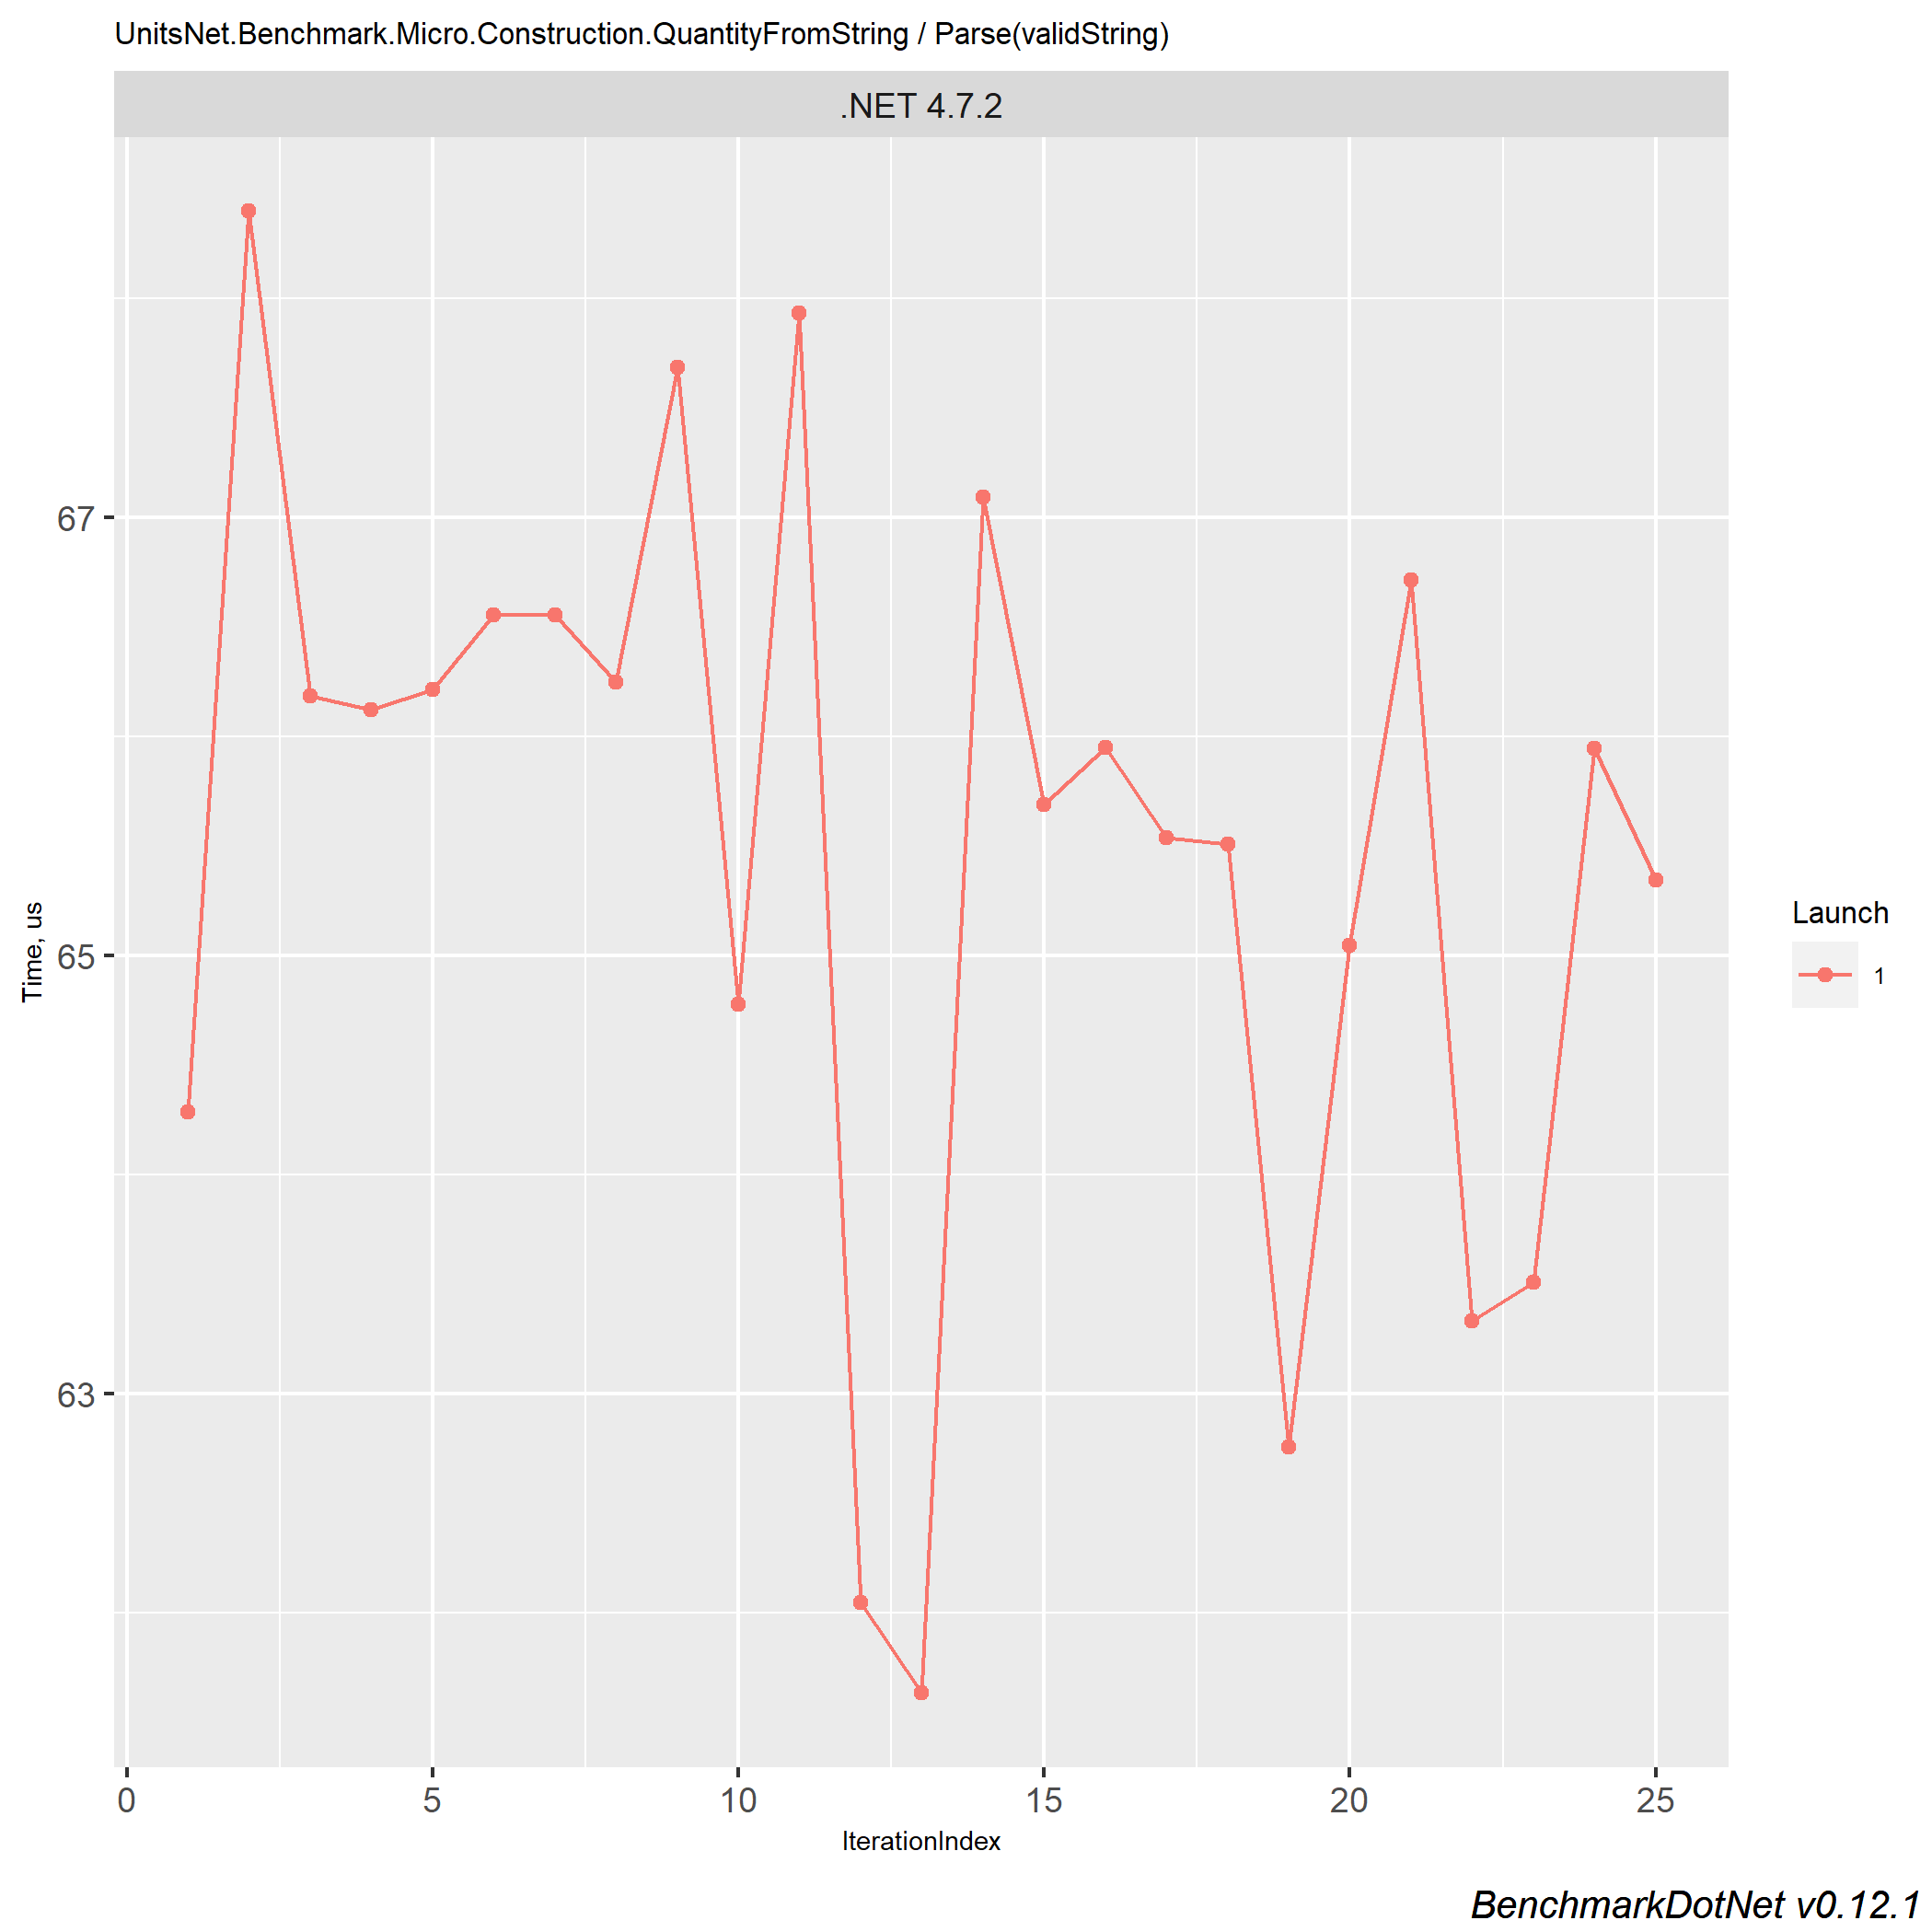 UnitsNet.Benchmark.Micro.Construction.QuantityFromString / Parse(validString)
.NET 4.7.2
67
65
63
Time, us
0 5 10 15 20 25
IterationIndex
Launch
1
BenchmarkDotNet v0.12.1